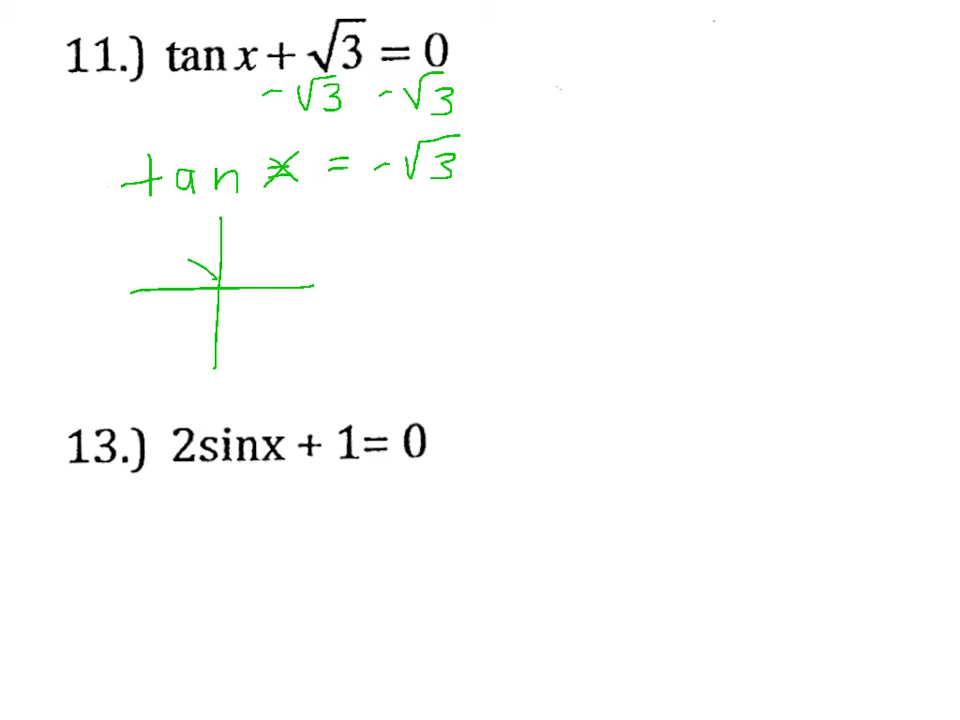 11.) tan x + √3 = 0
-√3 -√3
tan x = -√3
13.) 2sinx + 1= 0